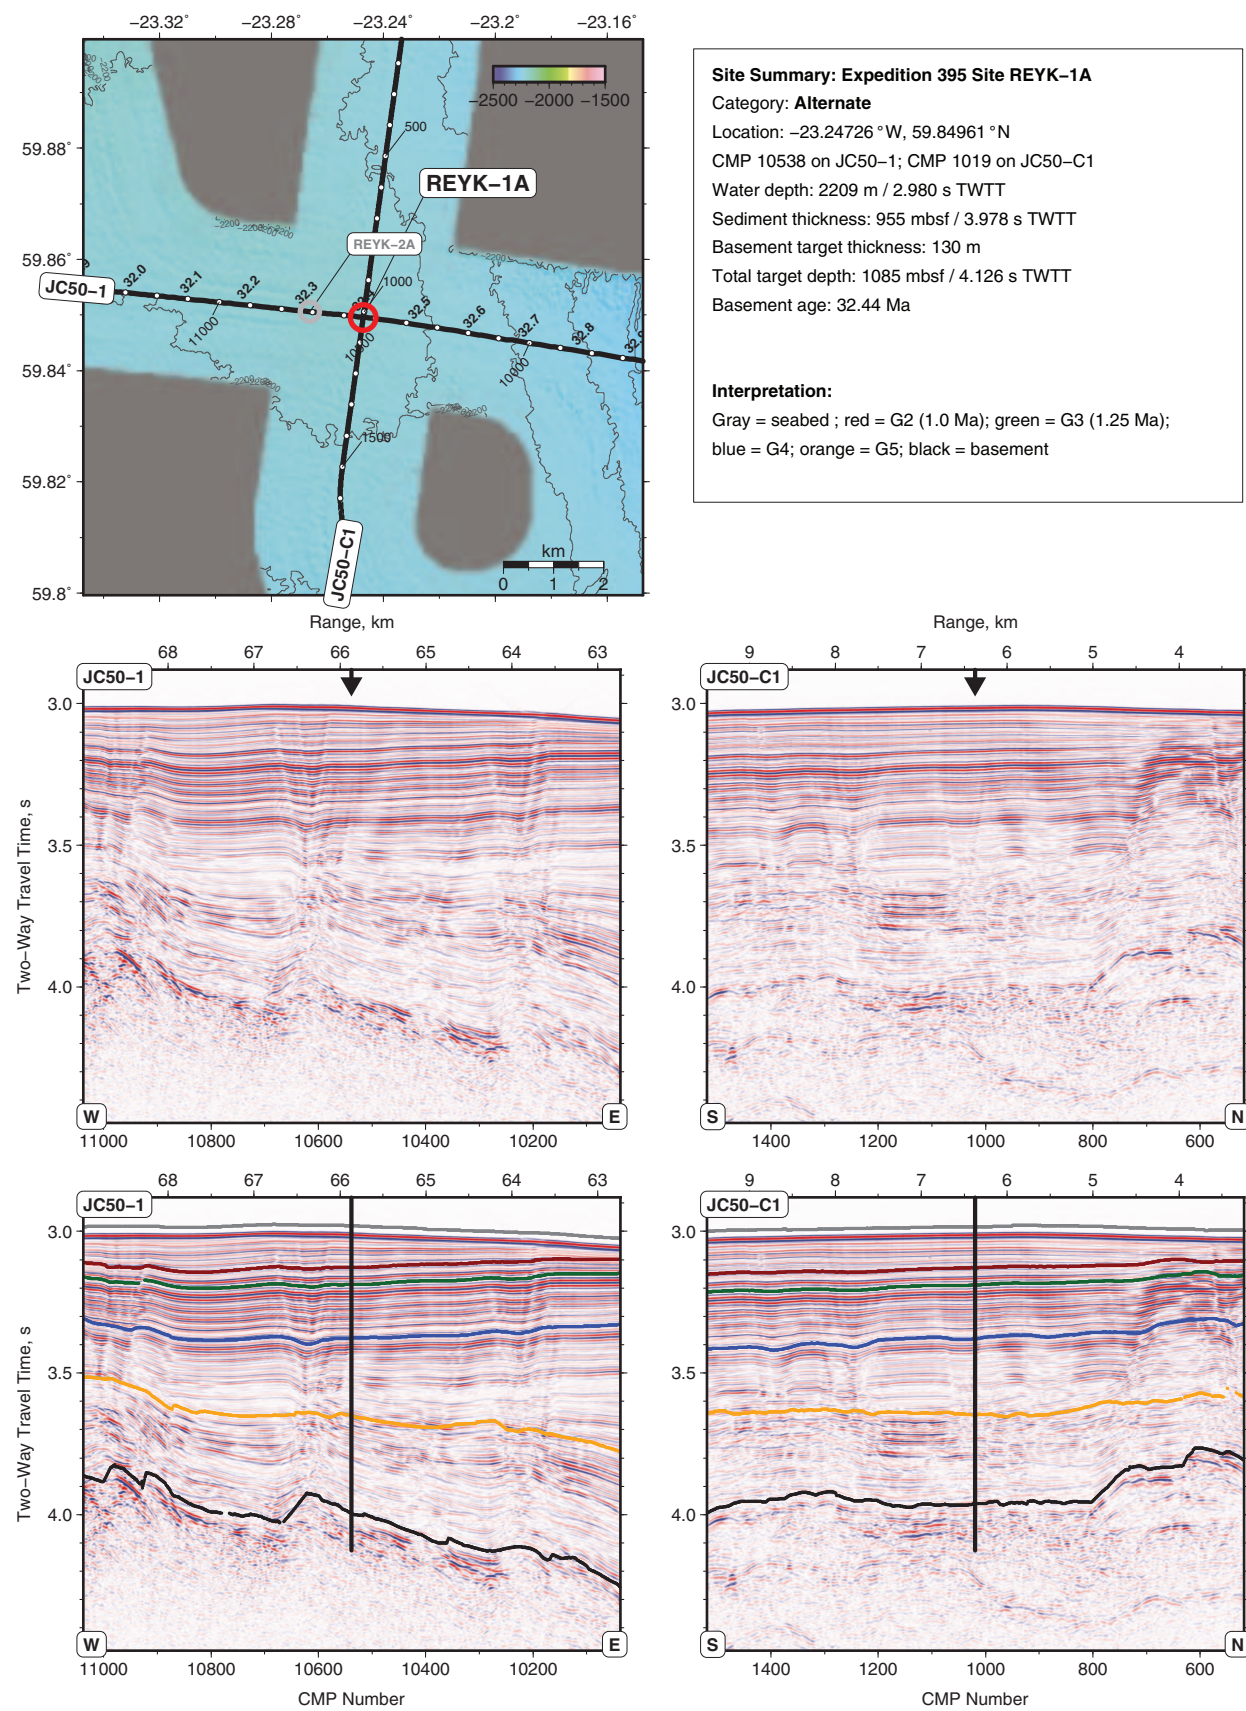 −23.32° −23.28° −23.24° −23.2° −23.16°
−2500 −2000 −1500
59.88°
59.86°
59.84°
59.82°
59.8°
500
REYK−1A
REYK−2A
1000
JC50−1
32.0 32.1 32.2 32.3 32.5 32.6 32.7 32.8
11000
10000
1500
−2200
JC50−C1
km
0 1 2
Site Summary: Expedition 395 Site REYK−1A
Category: Alternate
Location: −23.24726 °W, 59.84961 °N
CMP 10538 on JC50−1; CMP 1019 on JC50−C1
Water depth: 2209 m / 2.980 s TWTT
Sediment thickness: 955 mbsf / 3.978 s TWTT
Basement target thickness: 130 m
Total target depth: 1085 mbsf / 4.126 s TWTT
Basement age: 32.44 Ma
Interpretation:
Gray = seabed ; red = G2 (1.0 Ma); green = G3 (1.25 Ma);
blue = G4; orange = G5; black = basement
Range, km
68 67 66 65 64 63
JC50−1
Two−Way Travel Time, s
3.0
3.5
4.0
W E
11000 10800 10600 10400 10200
Range, km
9 8 7 6 5 4
JC50−C1
3.0
3.5
4.0
S N
1400 1200 1000 800 600
68 67 66 65 64 63
JC50−1
Two−Way Travel Time, s
3.0
3.5
4.0
W E
11000 10800 10600 10400 10200
CMP Number
9 8 7 6 5 4
JC50−C1
3.0
3.5
4.0
S N
1400 1200 1000 800 600
CMP Number